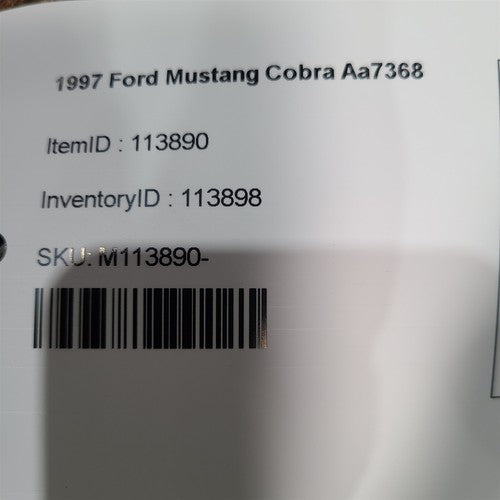 1997 Ford Mustang Cobra Aa7368
ItemID : 113890
InventoryID : 113898
SKU: M113890-